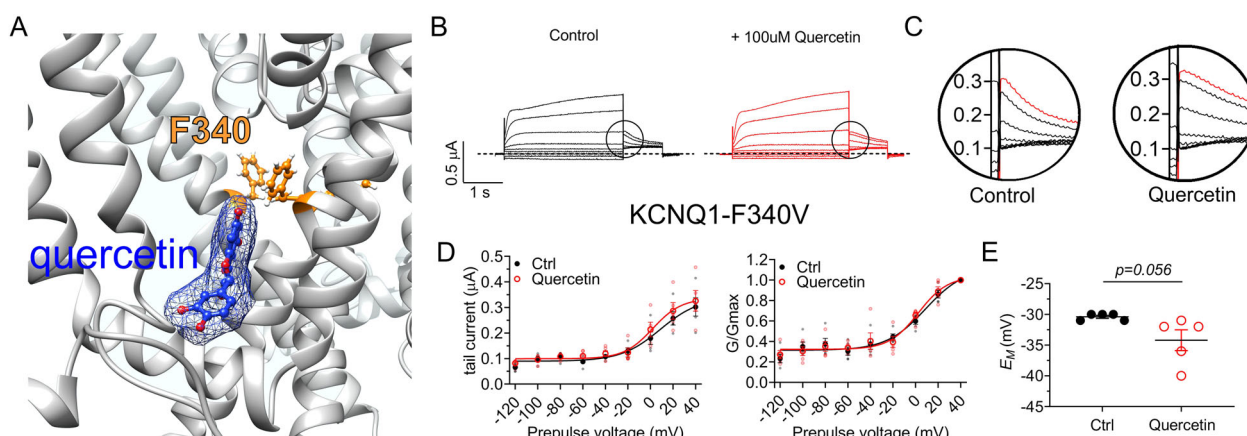 A
F340
quercetin
B
Control
+ 100uM Quercetin
0.5 µA
1 s
C
0.3
0.2
0.1
Control
0.3
0.2
0.1
Quercetin
KCNQ1-F340V
D
tail current (µA)
0.5
0.4
0.3
0.2
0.1
0.0
Ctrl
Quercetin
-120 -100 -80 -60 -40 -20 0 20 40
Prepulse voltage (mV)
G/Gmax
1.2
1.0
0.8
0.6
0.4
0.2
0.0
Ctrl
Quercetin
-120 -100 -80 -60 -40 -20 0 20 40
Prepulse voltage (mV)
E
p=0.056
EM (mV)
-25
-30
-35
-40
-45
Ctrl Quercetin